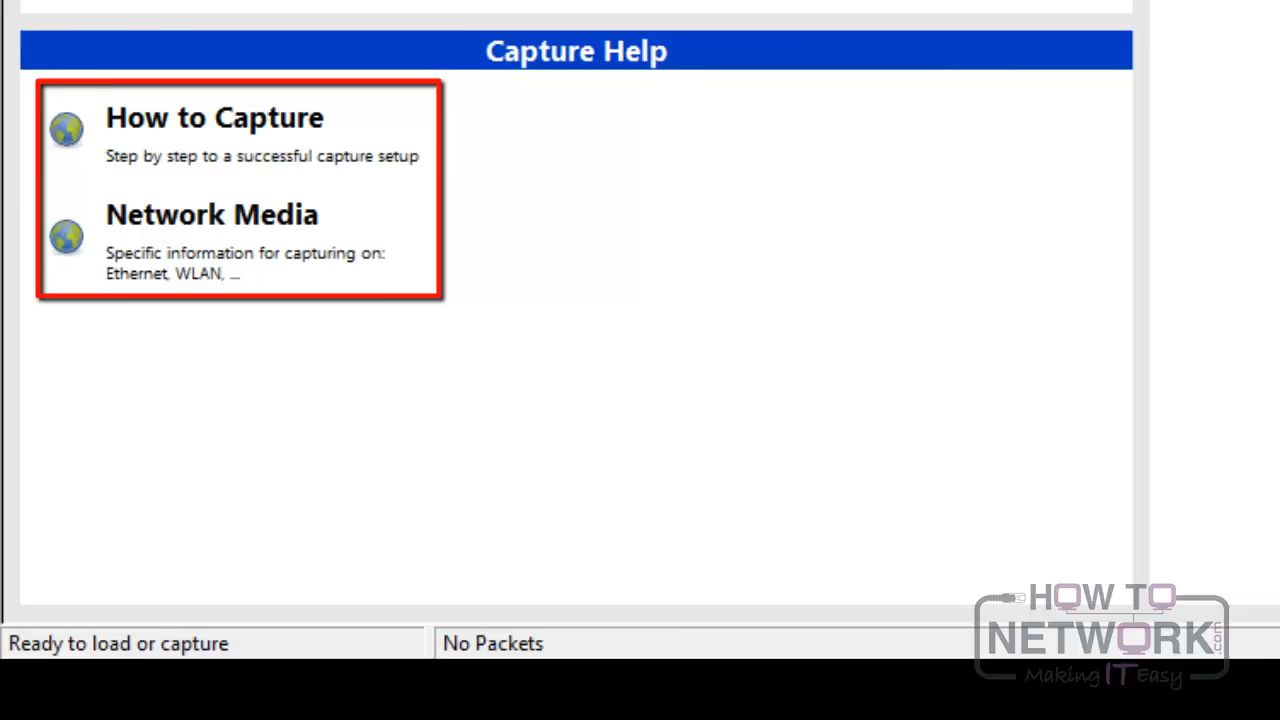 Capture Help
How to Capture
Step by step to a successful capture setup
Network Media
Specific information for capturing on:
Ethernet, WLAN, ...
Ready to load or capture
No Packets
HOW TO
NETWORK.com
Making IT Easy